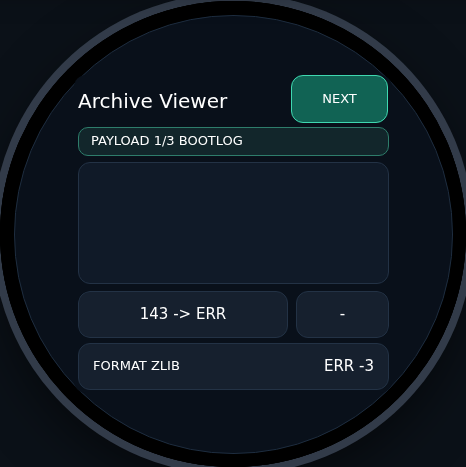 Archive Viewer
NEXT
PAYLOAD 1/3 BOOTLOG
143 -> ERR
-
FORMAT ZLIB
ERR -3